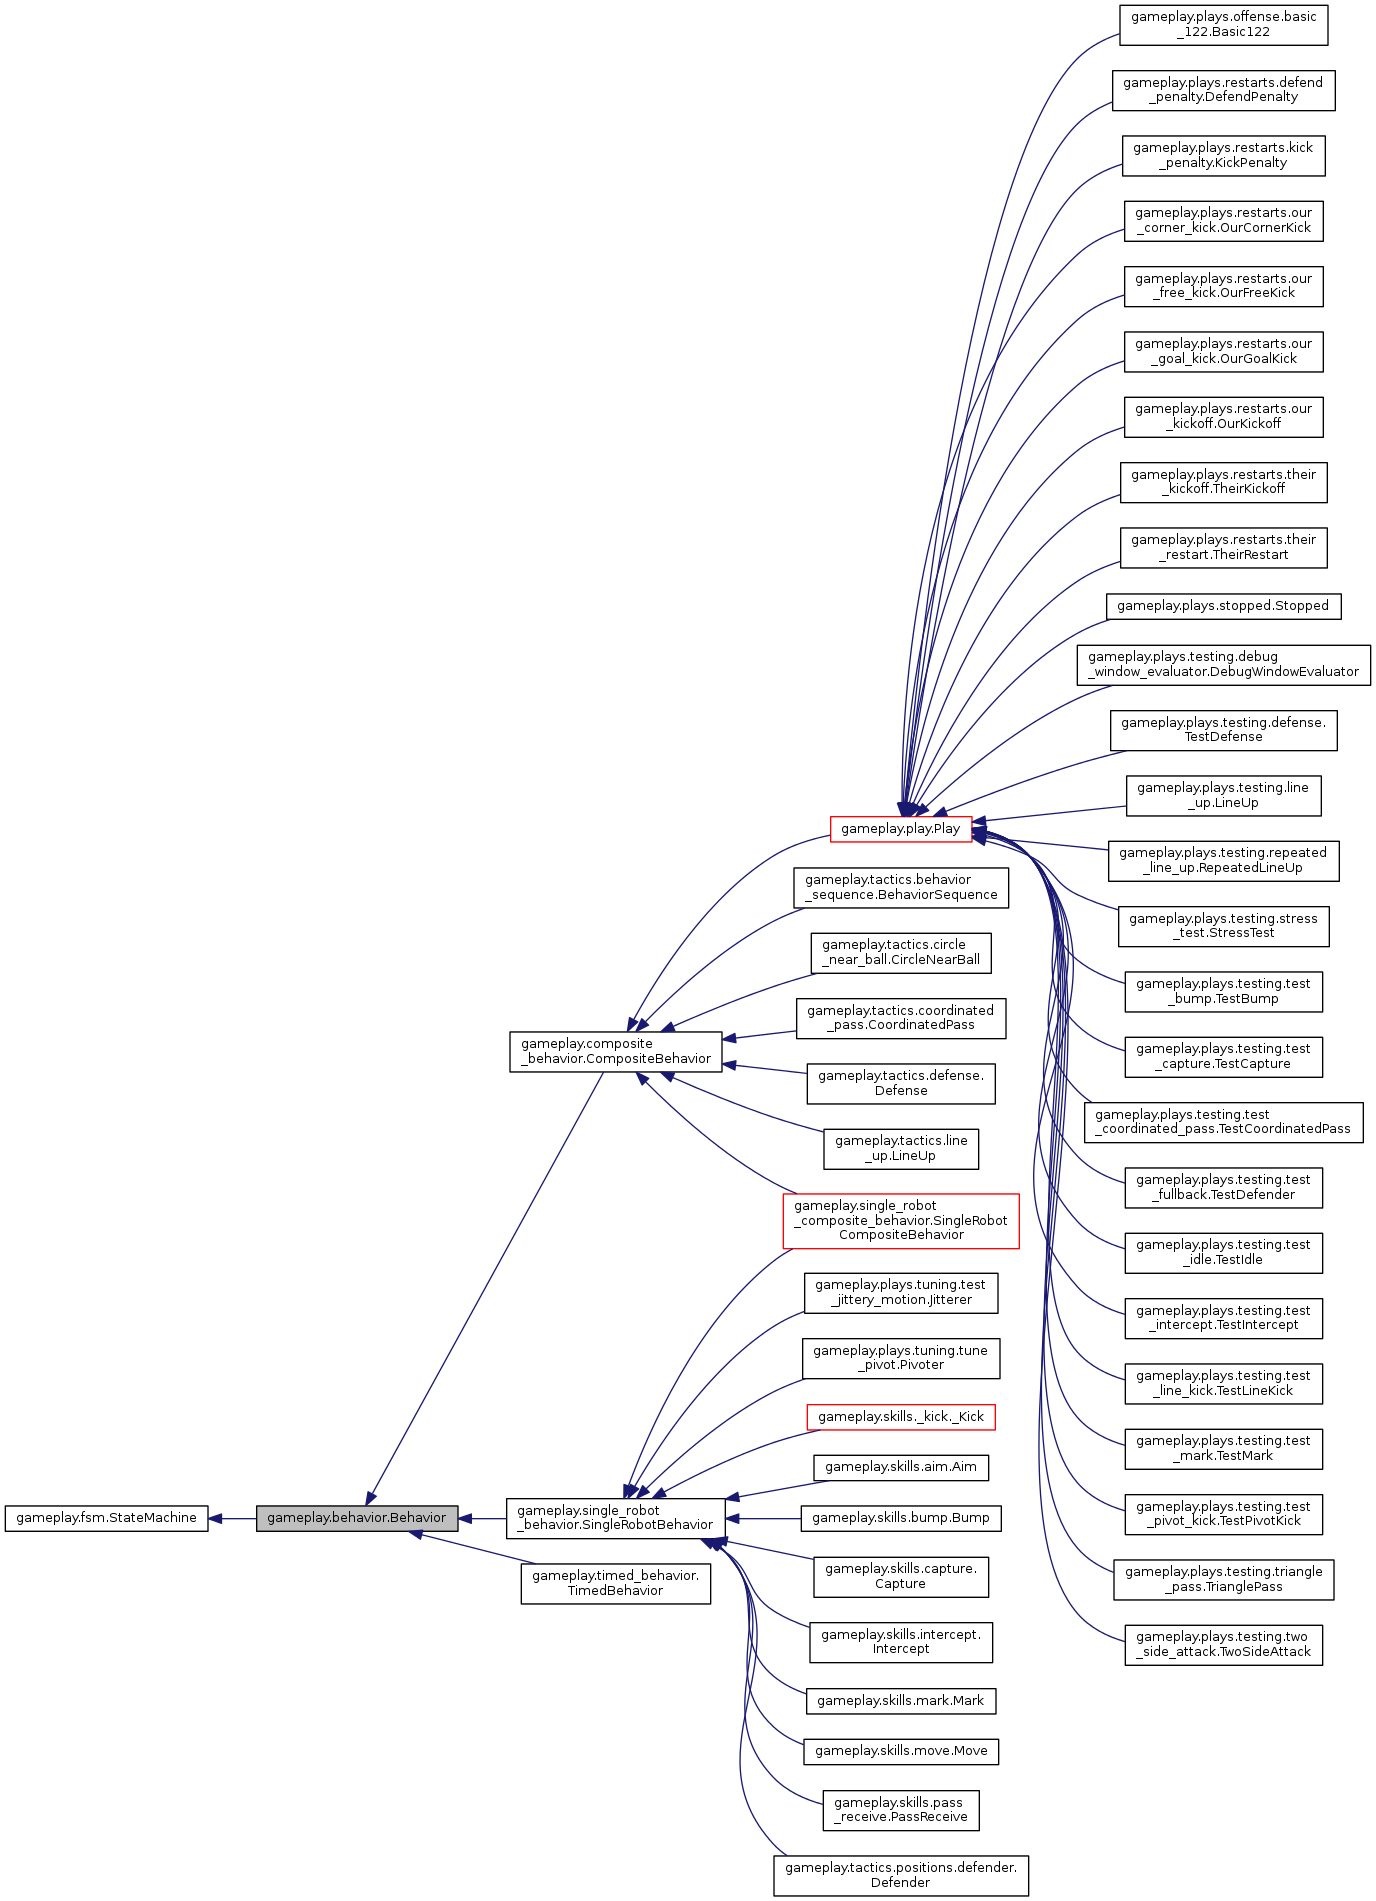 gameplay.plays.offense.basic
_122.Basic122
gameplay.plays.restarts.defend
_penalty.DefendPenalty
gameplay.plays.restarts.kick
_penalty.KickPenalty
gameplay.plays.restarts.our
_corner_kick.OurCornerKick
gameplay.plays.restarts.our
_free_kick.OurFreeKick
gameplay.plays.restarts.our
_goal_kick.OurGoalKick
gameplay.plays.restarts.our
_kickoff.OurKickoff
gameplay.plays.restarts.their
_kickoff.TheirKickoff
gameplay.plays.restarts.their
_restart.TheirRestart
gameplay.plays.stopped.Stopped
gameplay.plays.testing.debug
_window_evaluator.DebugWindowEvaluator
gameplay.plays.testing.defense.
TestDefense
gameplay.plays.testing.line
_up.LineUp
gameplay.play.Play
gameplay.plays.testing.repeated
_line_up.RepeatedLineUp
gameplay.tactics.behavior
_sequence.BehaviorSequence
gameplay.plays.testing.stress
_test.StressTest
gameplay.tactics.circle
_near_ball.CircleNearBall
gameplay.plays.testing.test
_bump.TestBump
gameplay.tactics.coordinated
_pass.CoordinatedPass
gameplay.composite
_behavior.CompositeBehavior
gameplay.plays.testing.test
_capture.TestCapture
gameplay.tactics.defense.
Defense
gameplay.plays.testing.test
_coordinated_pass.TestCoordinatedPass
gameplay.tactics.line
_up.LineUp
gameplay.plays.testing.test
_fullback.TestDefender
gameplay.single_robot
_composite_behavior.SingleRobot
CompositeBehavior
gameplay.plays.testing.test
_idle.TestIdle
gameplay.plays.tuning.test
_jittery_motion.Jitterer
gameplay.plays.testing.test
_intercept.TestIntercept
gameplay.plays.tuning.tune
_pivot.Pivoter
gameplay.plays.testing.test
_line_kick.TestLineKick
gameplay.skills._kick._Kick
gameplay.plays.testing.test
_mark.TestMark
gameplay.skills.aim.Aim
gameplay.fsm.StateMachine
gameplay.behavior.Behavior
gameplay.single_robot
_behavior.SingleRobotBehavior
gameplay.skills.bump.Bump
gameplay.plays.testing.test
_pivot_kick.TestPivotKick
gameplay.timed_behavior.
TimedBehavior
gameplay.skills.capture.
Capture
gameplay.plays.testing.triangle
_pass.TrianglePass
gameplay.skills.intercept.
Intercept
gameplay.plays.testing.two
_side_attack.TwoSideAttack
gameplay.skills.mark.Mark
gameplay.skills.move.Move
gameplay.skills.pass
_receive.PassReceive
gameplay.tactics.positions.defender.
Defender